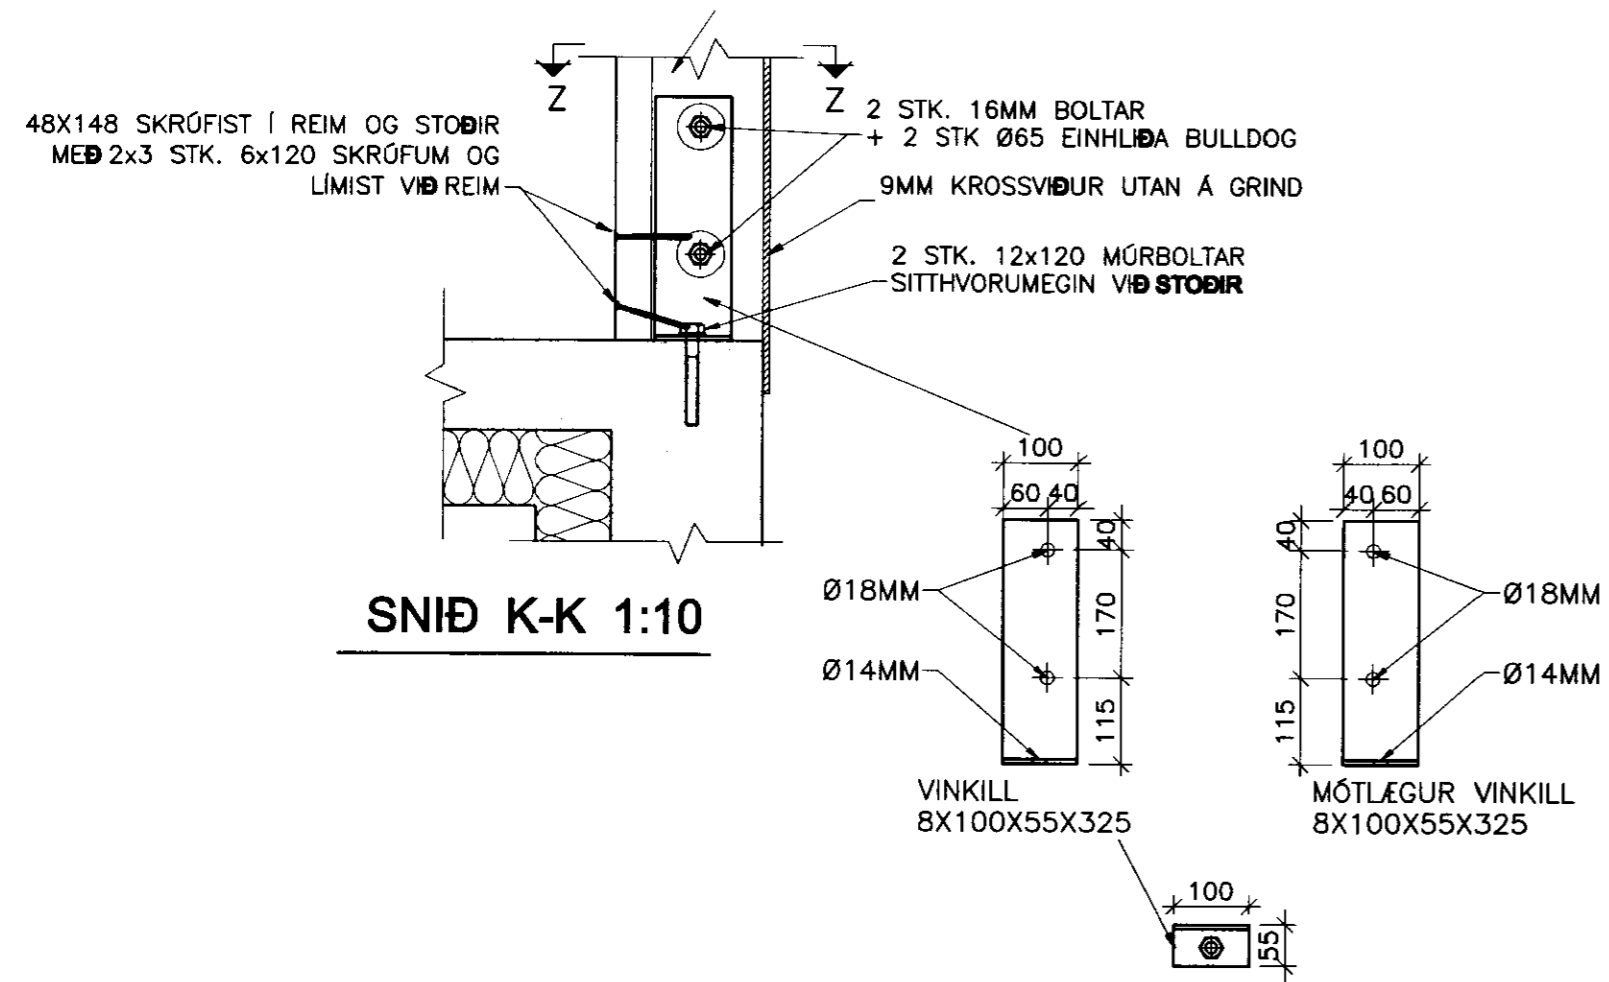 Z
Z
48X148 SKRÚFIST Í REIM OG STOÐIR
MEÐ 2x3 STK. 6x120 SKRÚFUM OG
LÍMIST VIÐ REIM
2 STK. 16MM BOLTAR
+ 2 STK Ø65 EINHLIÐA BULLDOG
9MM KROSSVIÐUR UTAN Á GRIND
2 STK. 12x120 MÚRBOLTAR
SITTHVORUMEGIN VIÐ STOÐIR
SNIÐ K-K 1:10
100
60 40
40
170
115
Ø18MM
Ø14MM
VINKILL
8X100X55X325
100
40 60
40
170
115
Ø18MM
Ø14MM
MÓTLÆGUR VINKILL
8X100X55X325
100
55